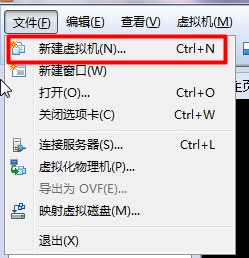 文件(F) 编辑(E) 查看(V) 虚拟机(M)
新建虚拟机(N)... Ctrl+N
新建窗口(W)
打开(O)... Ctrl+O
关闭选项卡(C) Ctrl+W
连接服务器(S)... Ctrl+L
虚拟化物理机(P)...
导出为 OVF(E)...
映射虚拟磁盘(M)...
退出(X)